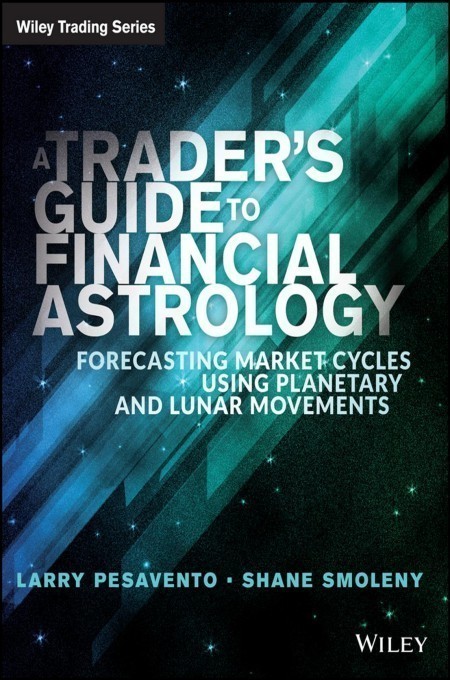 Wiley Trading Series
A TRADER'S
GUIDE TO
FINANCIAL
ASTROLOGY
FORECASTING MARKET CYCLES
USING PLANETARY
AND LUNAR MOVEMENTS
LARRY PESAVENTO • SHANE SMOLENY
WILEY